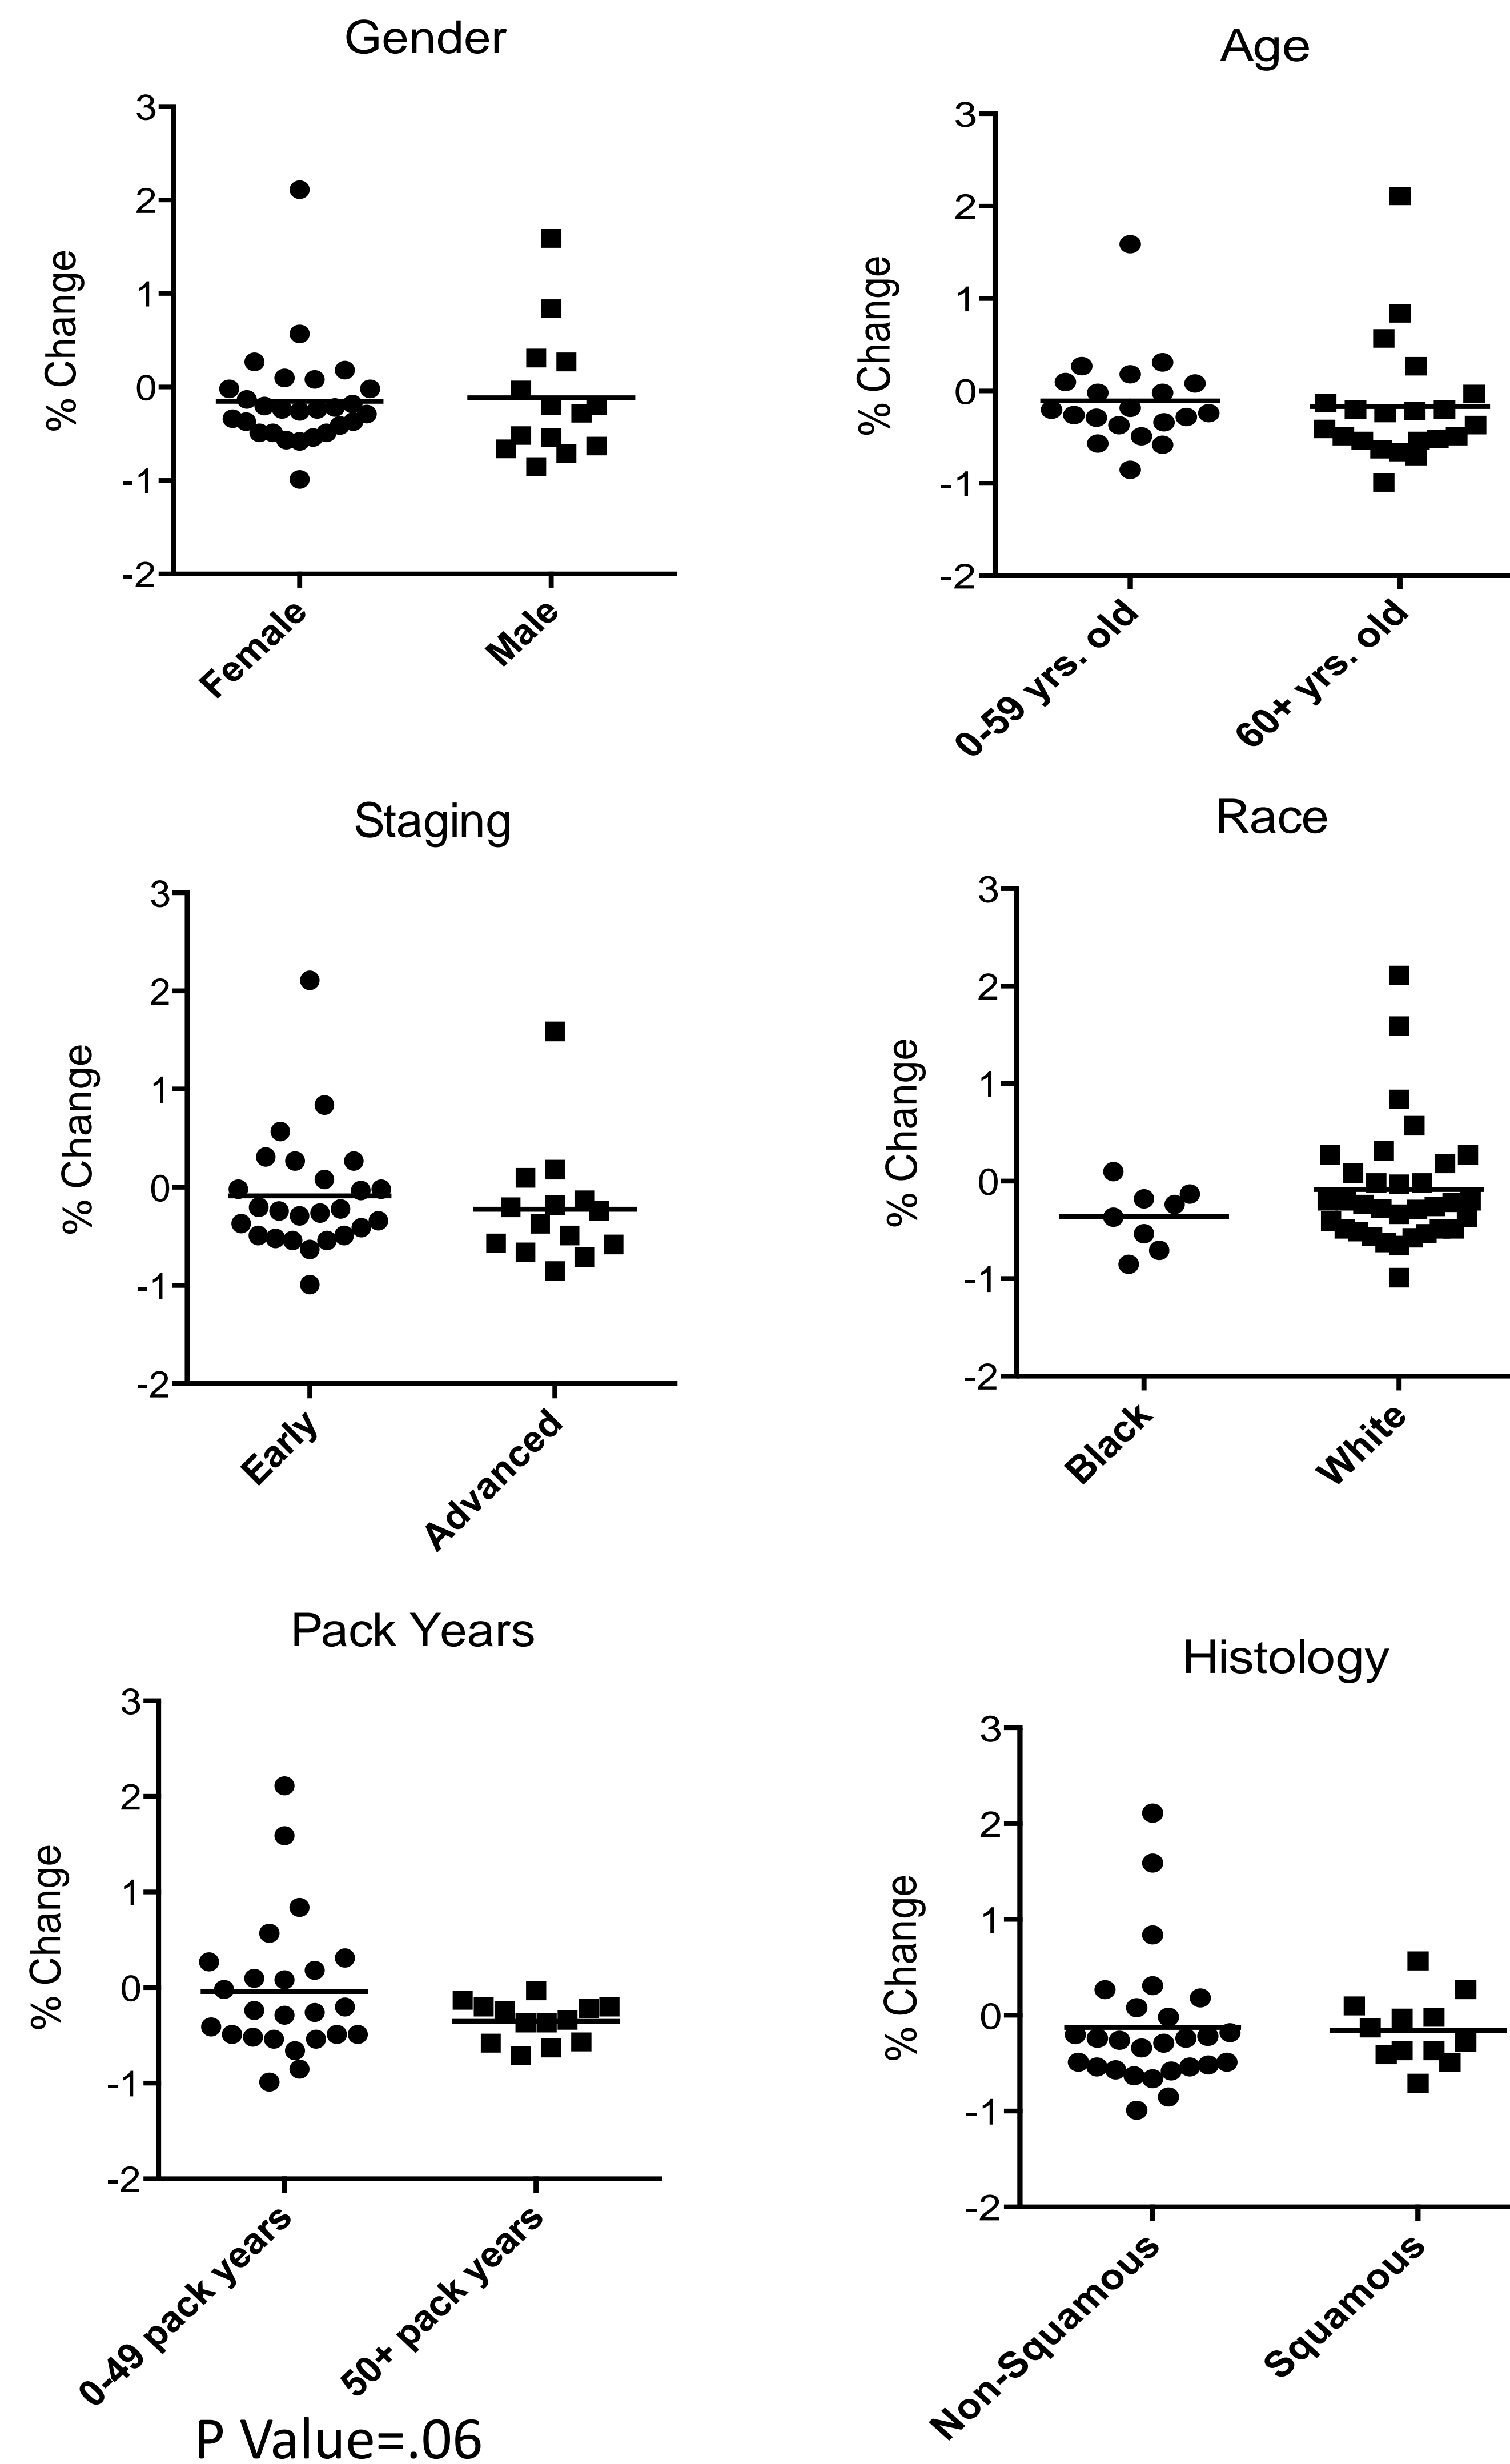 Gender
3
2
1
0
-1
-2
% Change
Female
Male
Age
3
2
1
0
-1
-2
% Change
0-59 yrs. old
60+ yrs. old
Staging
3
2
1
0
-1
-2
% Change
Early
Advanced
Race
3
2
1
0
-1
-2
% Change
Black
White
Pack Years
3
2
1
0
-1
-2
% Change
0-49 pack years
50+ pack years
P Value=.06
Histology
3
2
1
0
-1
-2
% Change
Non-Squamous
Squamous